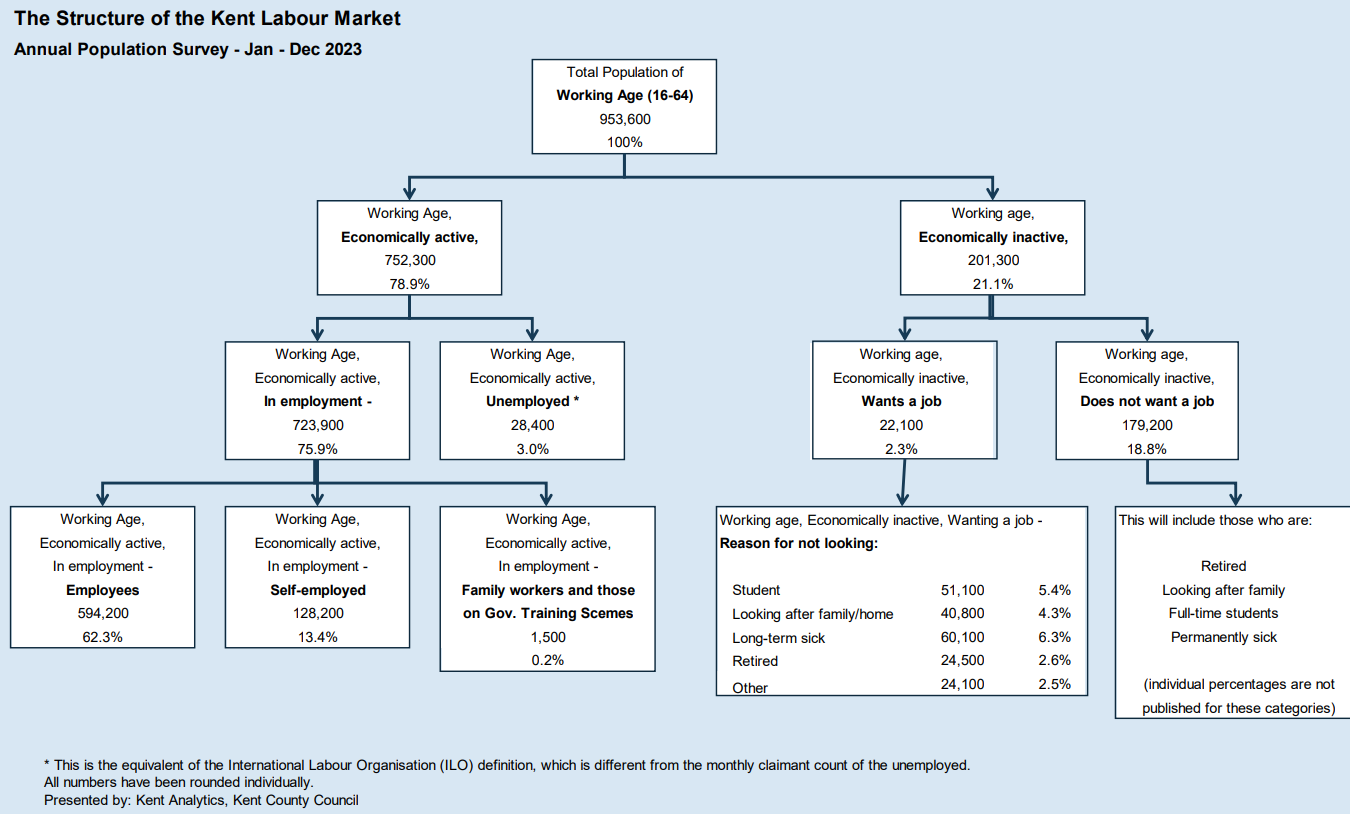 The Structure of the Kent Labour Market
Annual Population Survey - Jan - Dec 2023
Total Population of
Working Age (16-64)
953,600
100%
Working Age,
Economically active,
752,300
78.9%
Working age,
Economically inactive,
201,300
21.1%
Working Age,
Economically active,
In employment -
723,900
75.9%
Working Age,
Economically active,
Unemployed *
28,400
3.0%
Working age,
Economically inactive,
Wants a job
22,100
2.3%
Working age,
Economically inactive,
Does not want a job
179,200
18.8%
Working Age,
Economically active,
In employment -
Employees
594,200
62.3%
Working Age,
Economically active,
In employment -
Self-employed
128,200
13.4%
Working Age,
Economically active,
In employment -
Family workers and those
on Gov. Training Scemes
1,500
0.2%
Working age, Economically inactive, Wanting a job -
Reason for not looking:
Student 51,100 5.4%
Looking after family/home 40,800 4.3%
Long-term sick 60,100 6.3%
Retired 24,500 2.6%
Other 24,100 2.5%
This will include those who are:
Retired
Looking after family
Full-time students
Permanently sick
(individual percentages are not
published for these categories)
* This is the equivalent of the International Labour Organisation (ILO) definition, which is different from the monthly claimant count of the unemployed.
All numbers have been rounded individually.
Presented by: Kent Analytics, Kent County Council